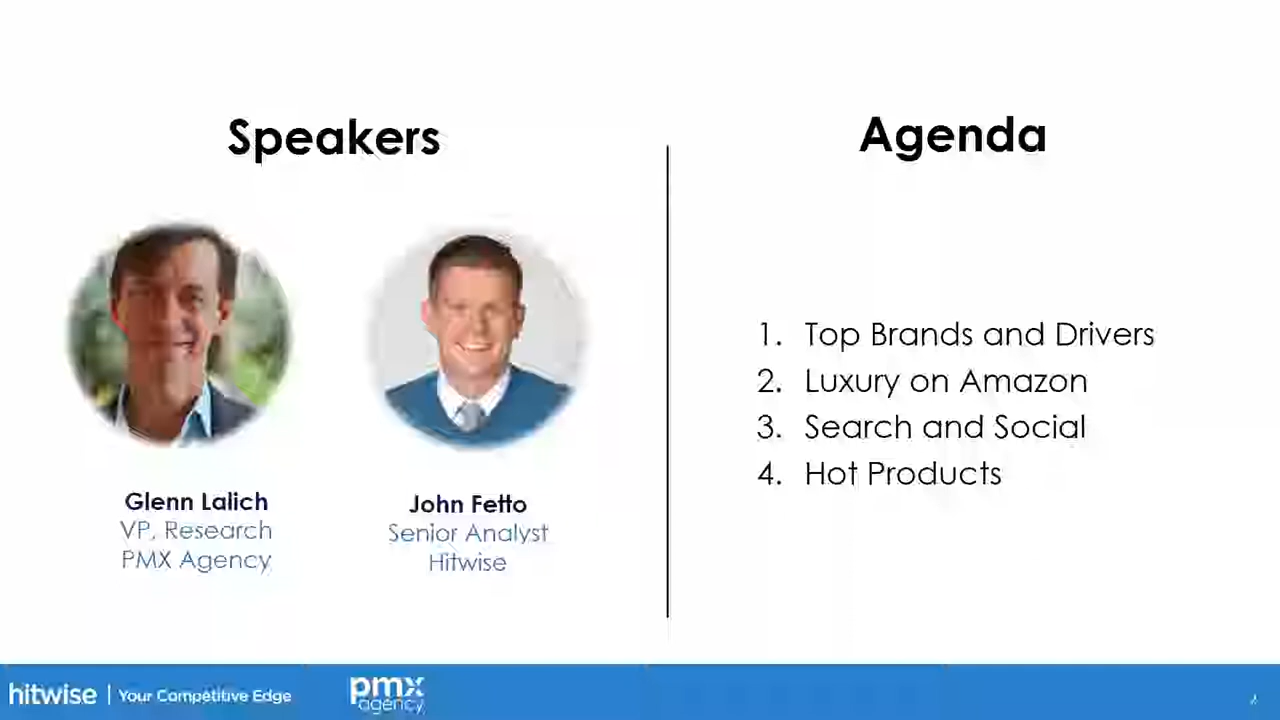 Speakers
Glenn Lalich
VP, Research
PMX Agency
John Fetto
Senior Analyst
Hitwise
Agenda
1. Top Brands and Drivers
2. Luxury on Amazon
3. Search and Social
4. Hot Products
hitwise | Your Competitive Edge
pmx
agency